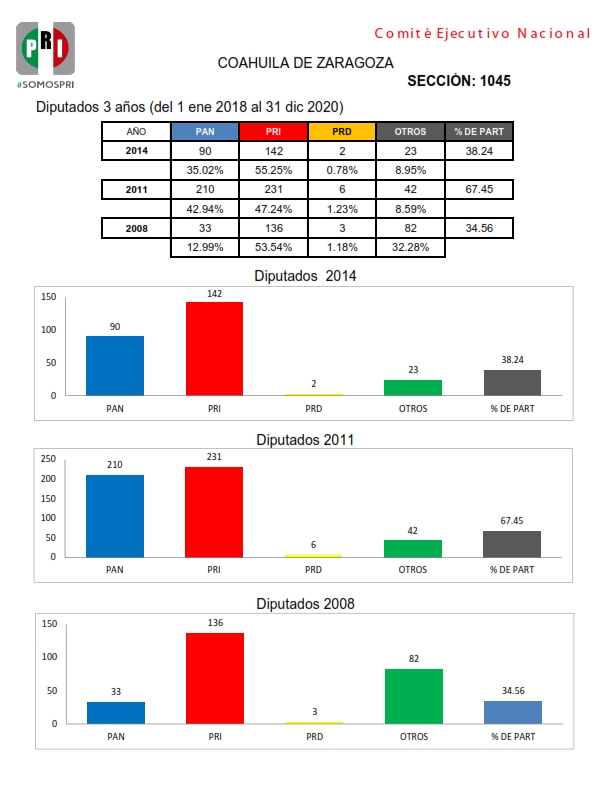 Comité Ejecutivo Nacional
PRI
#SOMOSPRI
COAHUILA DE ZARAGOZA
SECCIÓN: 1045
Diputados 3 años (del 1 ene 2018 al 31 dic 2020)
AÑO PAN PRI PRD OTROS % DE PART
2014 90 142 2 23 38.24
35.02% 55.25% 0.78% 8.95%
2011 210 231 6 42 67.45
42.94% 47.24% 1.23% 8.59%
2008 33 136 3 82 34.56
12.99% 53.54% 1.18% 32.28%
Diputados 2014
150
100
50
0
90 142 2 23 38.24
PAN PRI PRD OTROS % DE PART
Diputados 2011
250
200
150
100
50
0
210 231 6 42 67.45
PAN PRI PRD OTROS % DE PART
Diputados 2008
150
100
50
0
33 136 3 82 34.56
PAN PRI PRD OTROS % DE PART